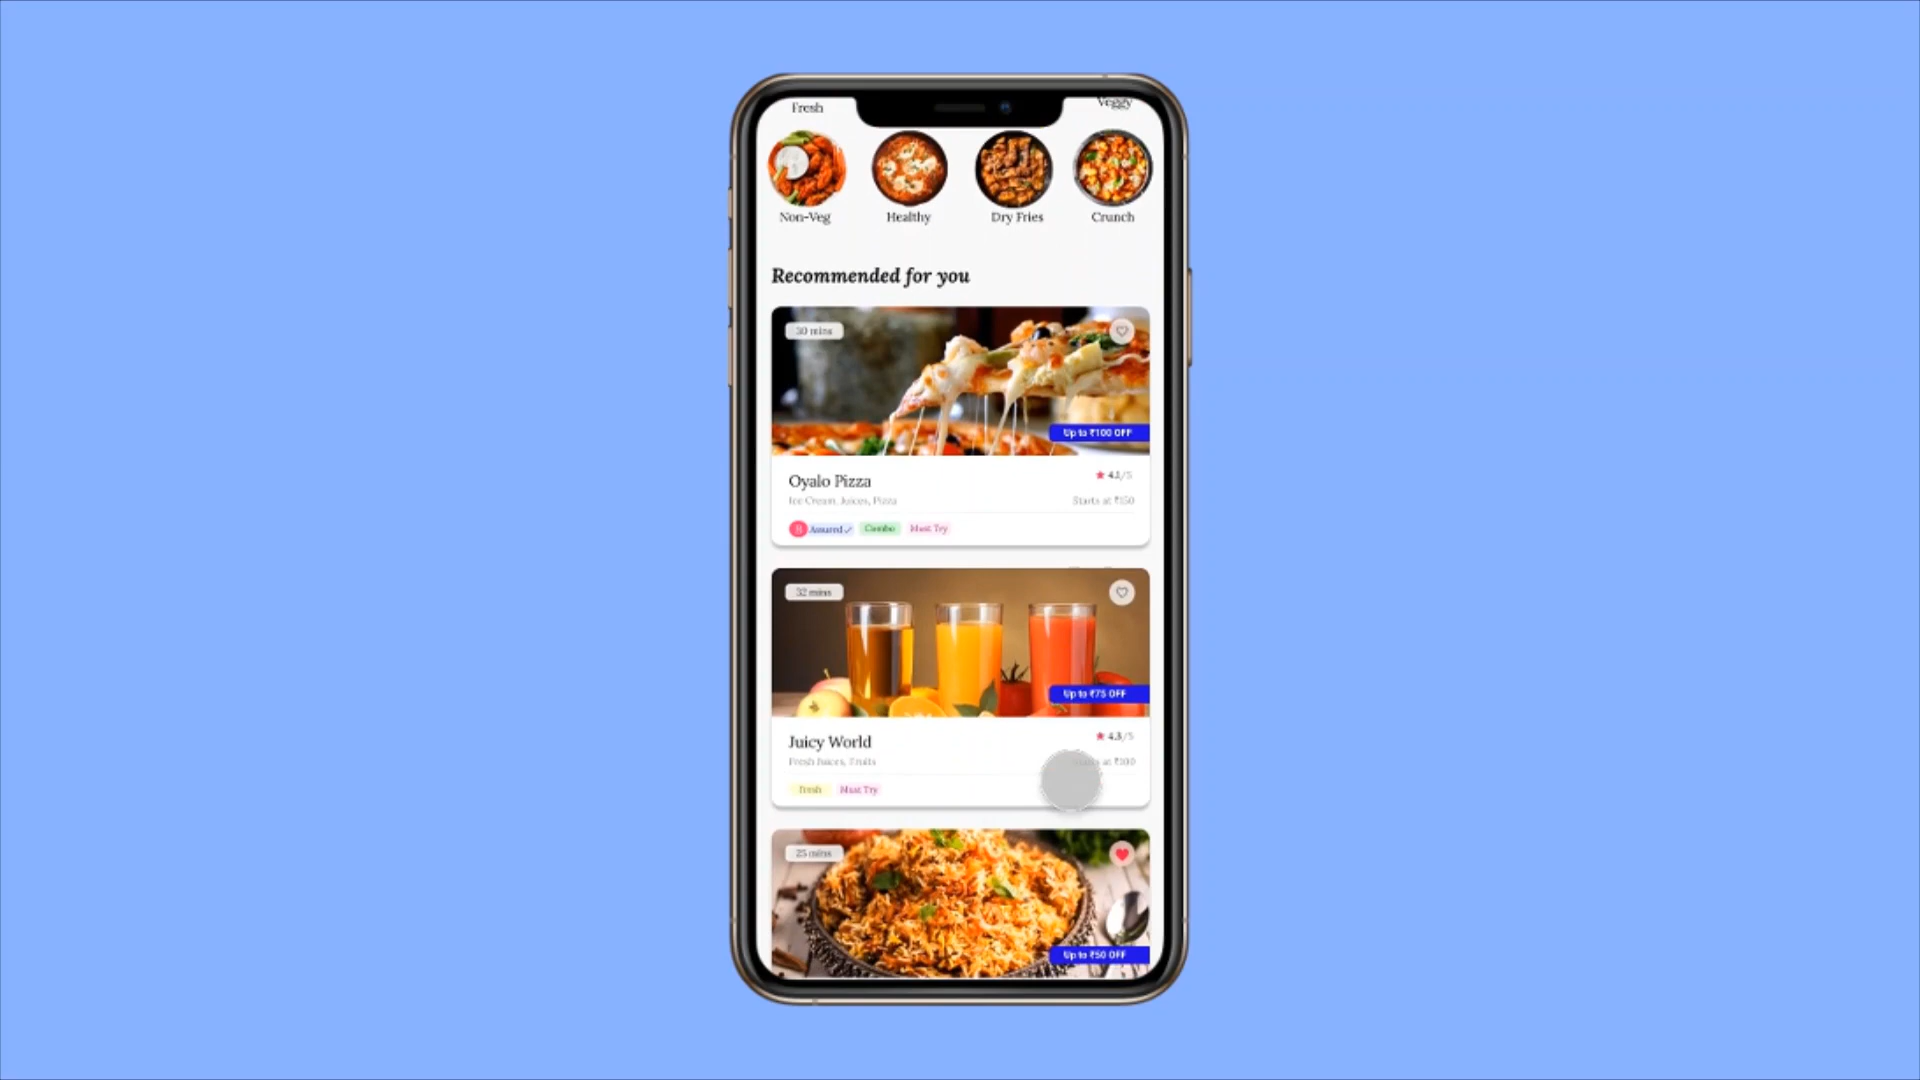 Fresh
Veggy
Non-Veg
Healthy
Dry Fries
Crunch
Recommended for you
30 mins
Up to ₹100 OFF
Oyalo Pizza
4.1/5
Ice Cream, Juices, Pizza
Starts at ₹150
Assured ✓
Combo
Must Try
32 mins
Up to ₹75 OFF
Juicy World
4.3/5
Fresh Juices, Fruits
at ₹100
Fresh
Must Try
25 mins
Up to ₹50 OFF